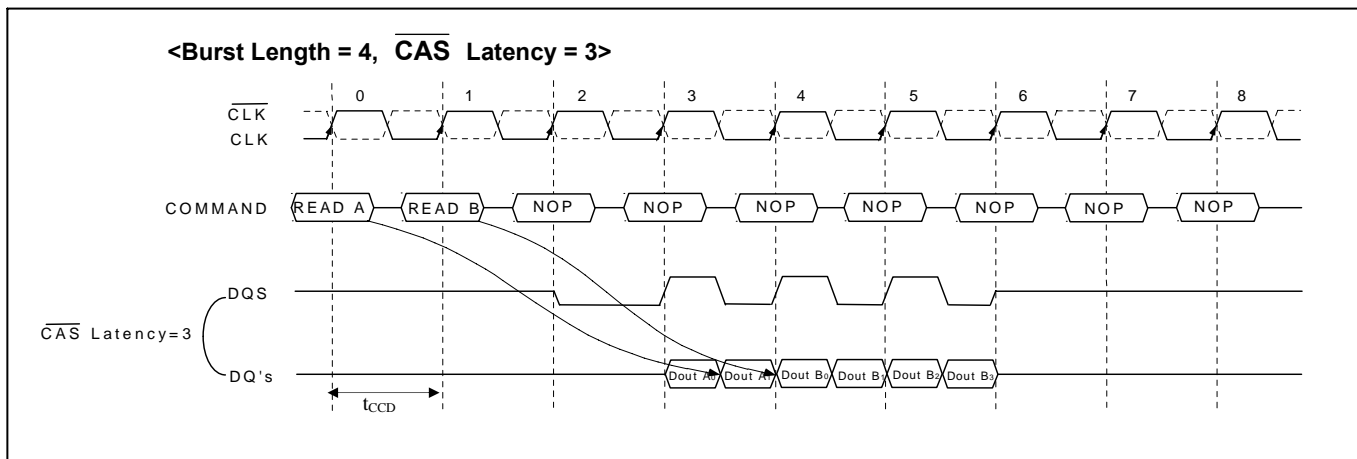 <Burst Length = 4, CAS Latency = 3>
0 1 2 3 4 5 6 7 8
CLK
CLK
COMMAND READ A READ B NOP NOP NOP NOP NOP NOP NOP
DQS
CAS Latency=3
DQ's Dout A0 Dout A1 Dout B0 Dout B1 Dout B2 Dout B3
tCCD